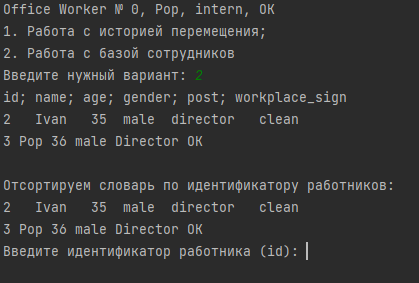 Office Worker № 0, Pop, intern, OK
1. Работа с историей перемещения;
2. Работа с базой сотрудников
Введите нужный вариант: 2
id; name; age; gender; post; workplace_sign
2   Ivan   35  male  director   clean
3 Pop 36 male Director OK

Отсортируем словарь по идентификатору работников:
2   Ivan   35  male  director   clean
3 Pop 36 male Director OK
Введите идентификатор работника (id):